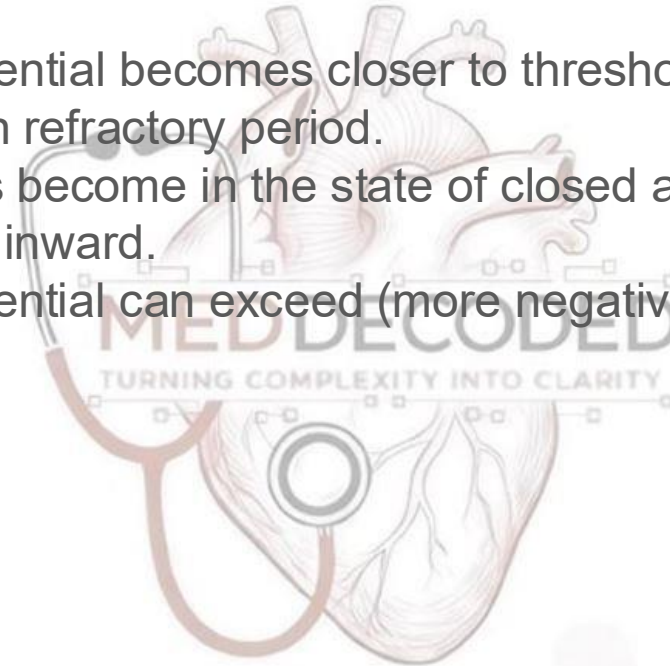 ential becomes closer to thresho
n refractory period.
s become in the state of closed a
inward.
ential can exceed (more negativ
MEDDECODED
TURNING COMPLEXITY INTO CLARITY